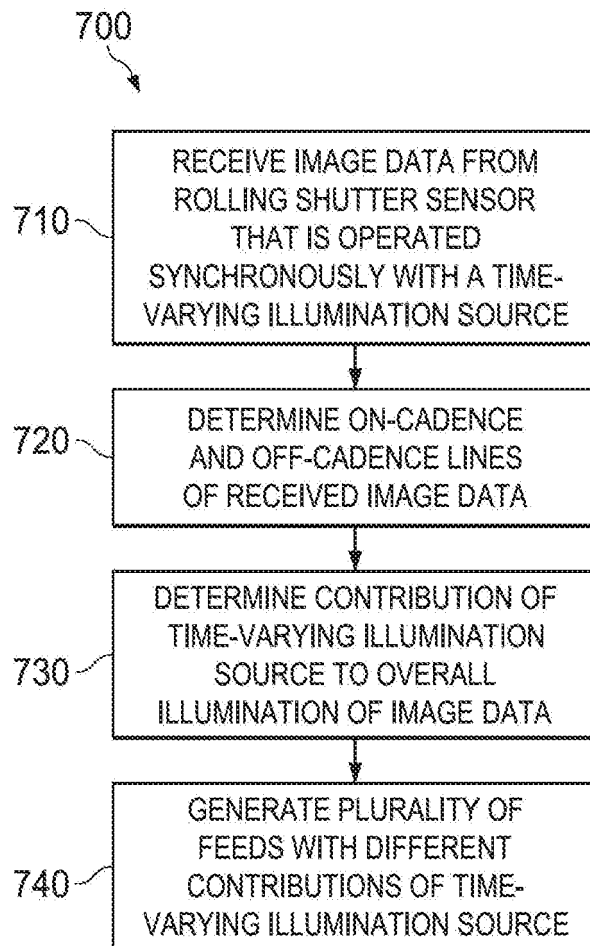 700
710
RECEIVE IMAGE DATA FROM
ROLLING SHUTTER SENSOR
THAT IS OPERATED
SYNCHRONOUSLY WITH A TIME-
VARYING ILLUMINATION SOURCE
720
DETERMINE ON-CADENCE
AND OFF-CADENCE LINES
OF RECEIVED IMAGE DATA
730
DETERMINE CONTRIBUTION OF
TIME-VARYING ILLUMINATION
SOURCE TO OVERALL
ILLUMINATION OF IMAGE DATA
740
GENERATE PLURALITY OF
FEEDS WITH DIFFERENT
CONTRIBUTIONS OF TIME-
VARYING ILLUMINATION SOURCE